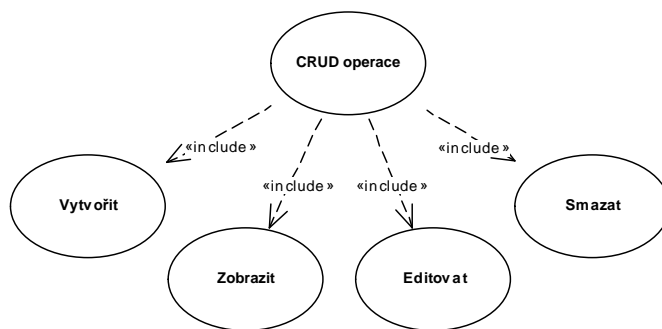 CRUD operace
«include»
«include»
«include»
«include»
Vytvořit
Smazat
Zobrazit
Editovat